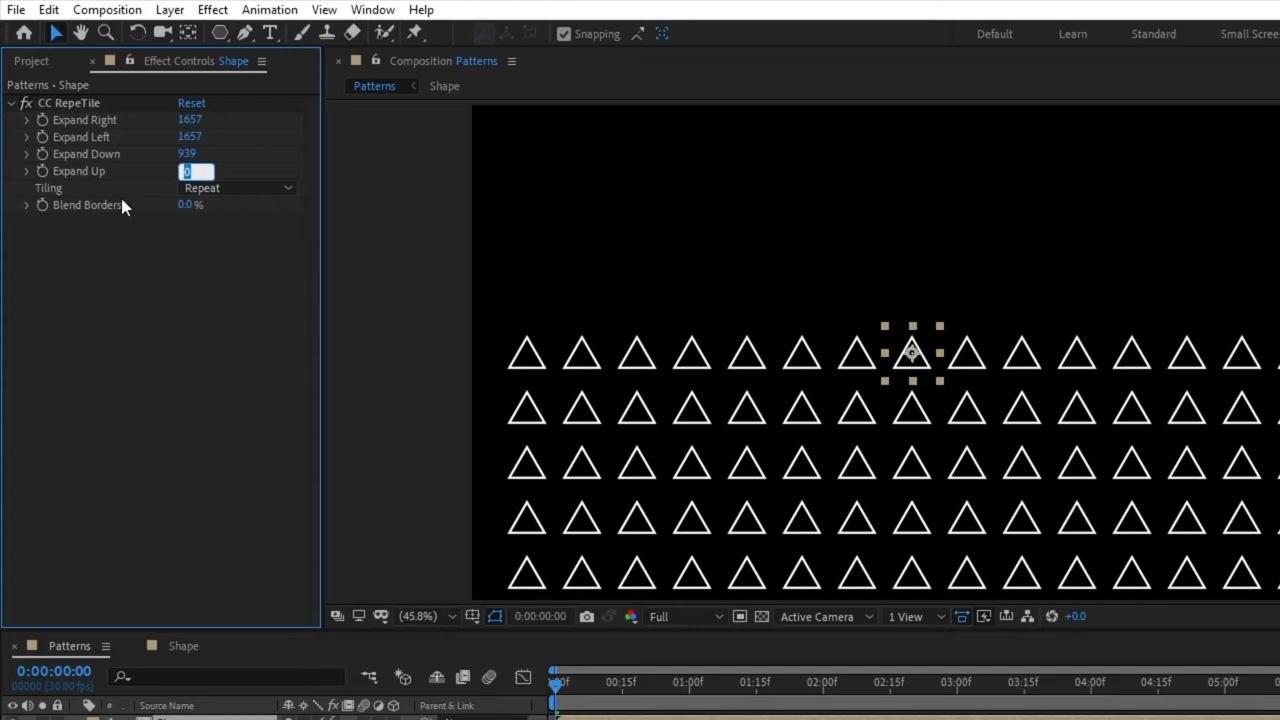 File Edit Composition Layer Effect Animation View Window Help
Snapping Default Learn Standard Small Scree
Project × Effect Controls Shape × Composition Patterns
Patterns • Shape Patterns Shape
fx CC RepeTile Reset
Expand Right 1657
Expand Left 1657
Expand Down 939
Expand Up 0
Tiling Repeat
Blend Borders 0.0 %
(45.8%) 0:00:00:00 Full Active Camera 1 View +0.0
× Patterns Shape
0:00:00:00
00000 (30.00 fps)
00:15f 01:00f 01:15f 02:00f 02:15f 03:00f 03:15f 04:00f 04:15f 05:00f
# Source Name fx Parent & Link